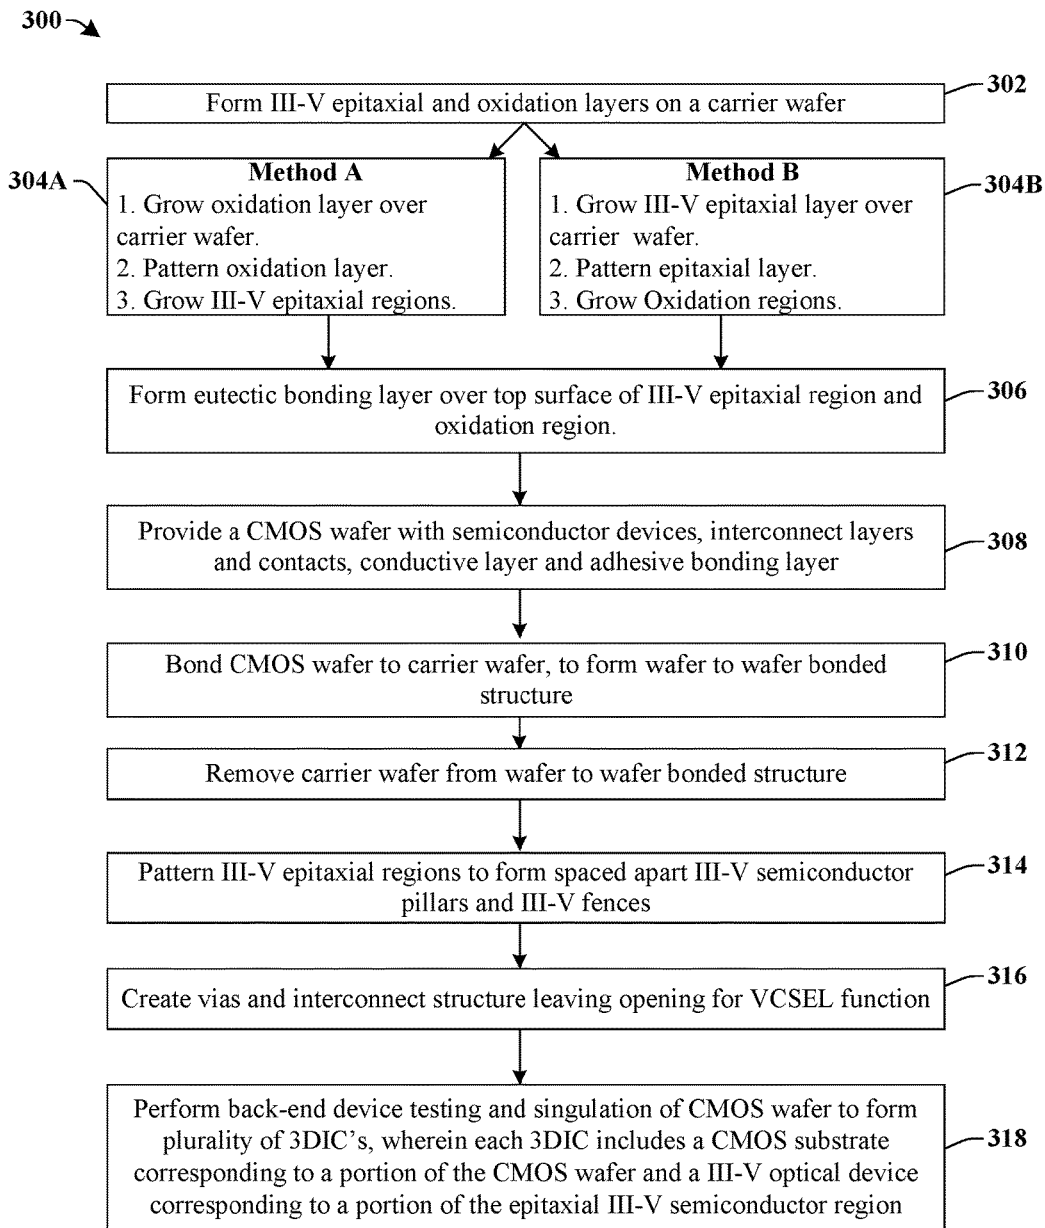 300
302
Form III-V epitaxial and oxidation layers on a carrier wafer
304A
Method A
1. Grow oxidation layer over
carrier wafer.
2. Pattern oxidation layer.
3. Grow III-V epitaxial regions.
Method B
1. Grow III-V epitaxial layer over
carrier wafer.
2. Pattern epitaxial layer.
3. Grow Oxidation regions.
304B
Form eutectic bonding layer over top surface of III-V epitaxial region and
oxidation region.
306
Provide a CMOS wafer with semiconductor devices, interconnect layers
and contacts, conductive layer and adhesive bonding layer
308
Bond CMOS wafer to carrier wafer, to form wafer to wafer bonded
structure
310
Remove carrier wafer from wafer to wafer bonded structure
312
Pattern III-V epitaxial regions to form spaced apart III-V semiconductor
pillars and III-V fences
314
Create vias and interconnect structure leaving opening for VCSEL function
316
Perform back-end device testing and singulation of CMOS wafer to form
plurality of 3DIC's, wherein each 3DIC includes a CMOS substrate
corresponding to a portion of the CMOS wafer and a III-V optical device
corresponding to a portion of the epitaxial III-V semiconductor region
318